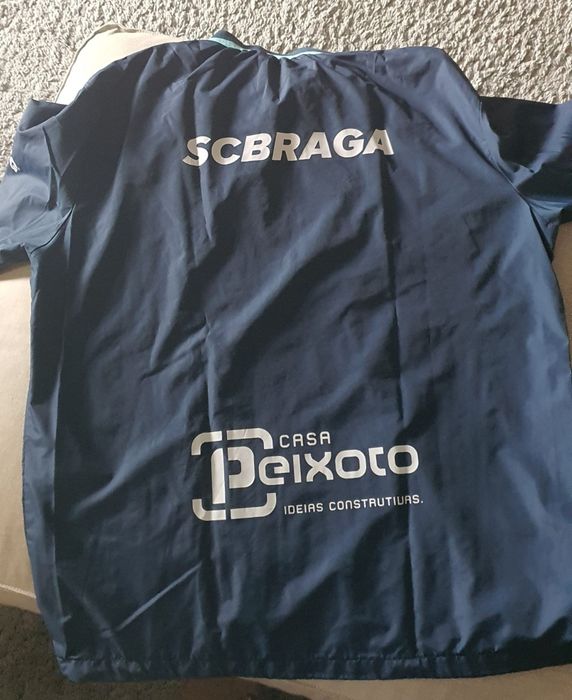 SCBRAGA
CASA
Peixoto
IDEIAS CONSTRUTIVAS.